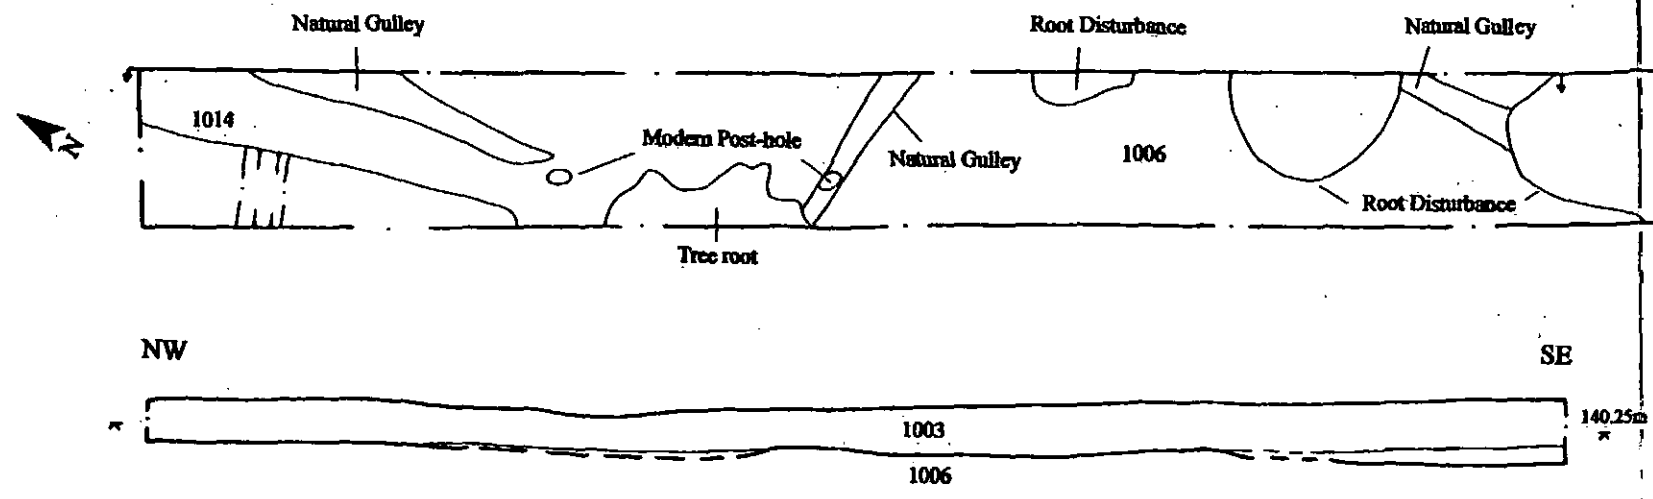 Natural Gulley
Root Disturbance
Natural Gulley
1014
N
Modern Post-hole
Natural Gulley
1006
Root Disturbance
Tree root
NW
SE
1003
140.25m
1006